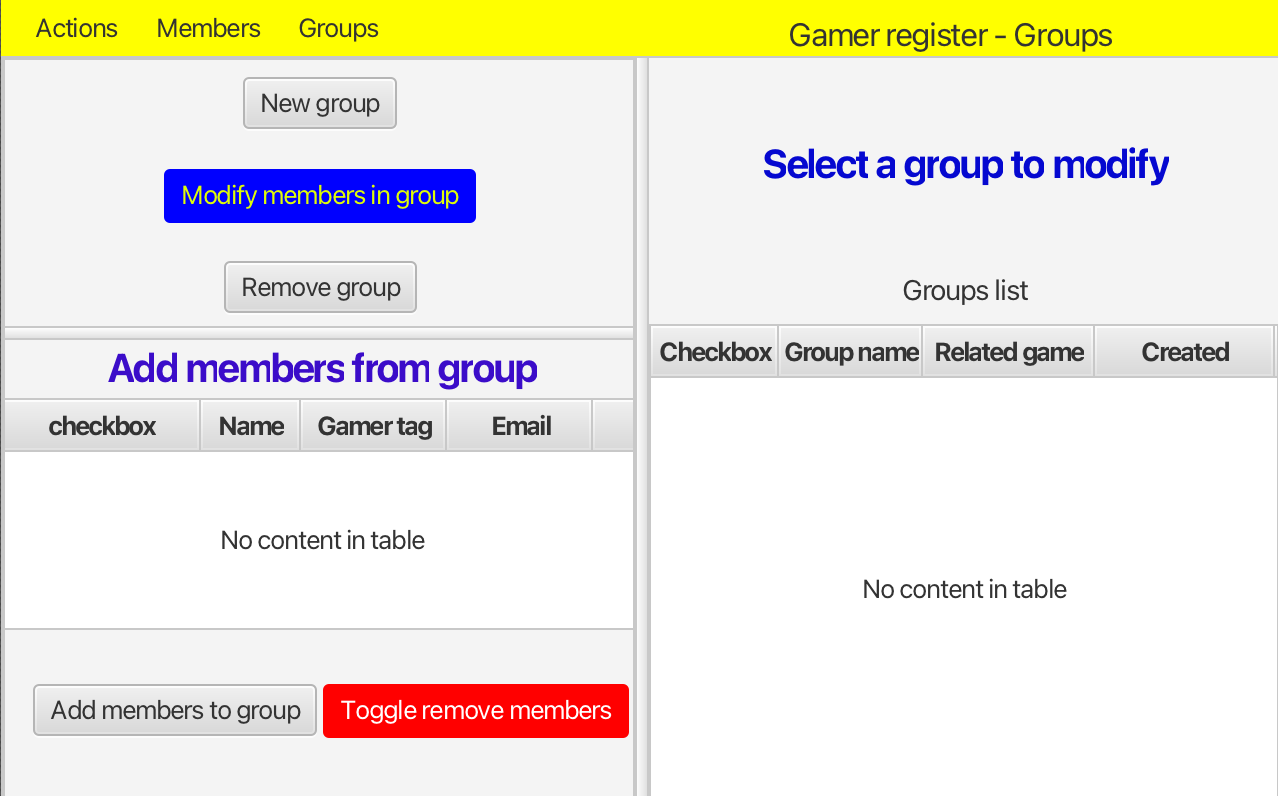 Actions Members Groups
Gamer register - Groups
New group
Modify members in group
Remove group
Add members from group
checkbox Name Gamer tag Email
No content in table
Add members to group Toggle remove members
Select a group to modify
Groups list
Checkbox Group name Related game Created
No content in table